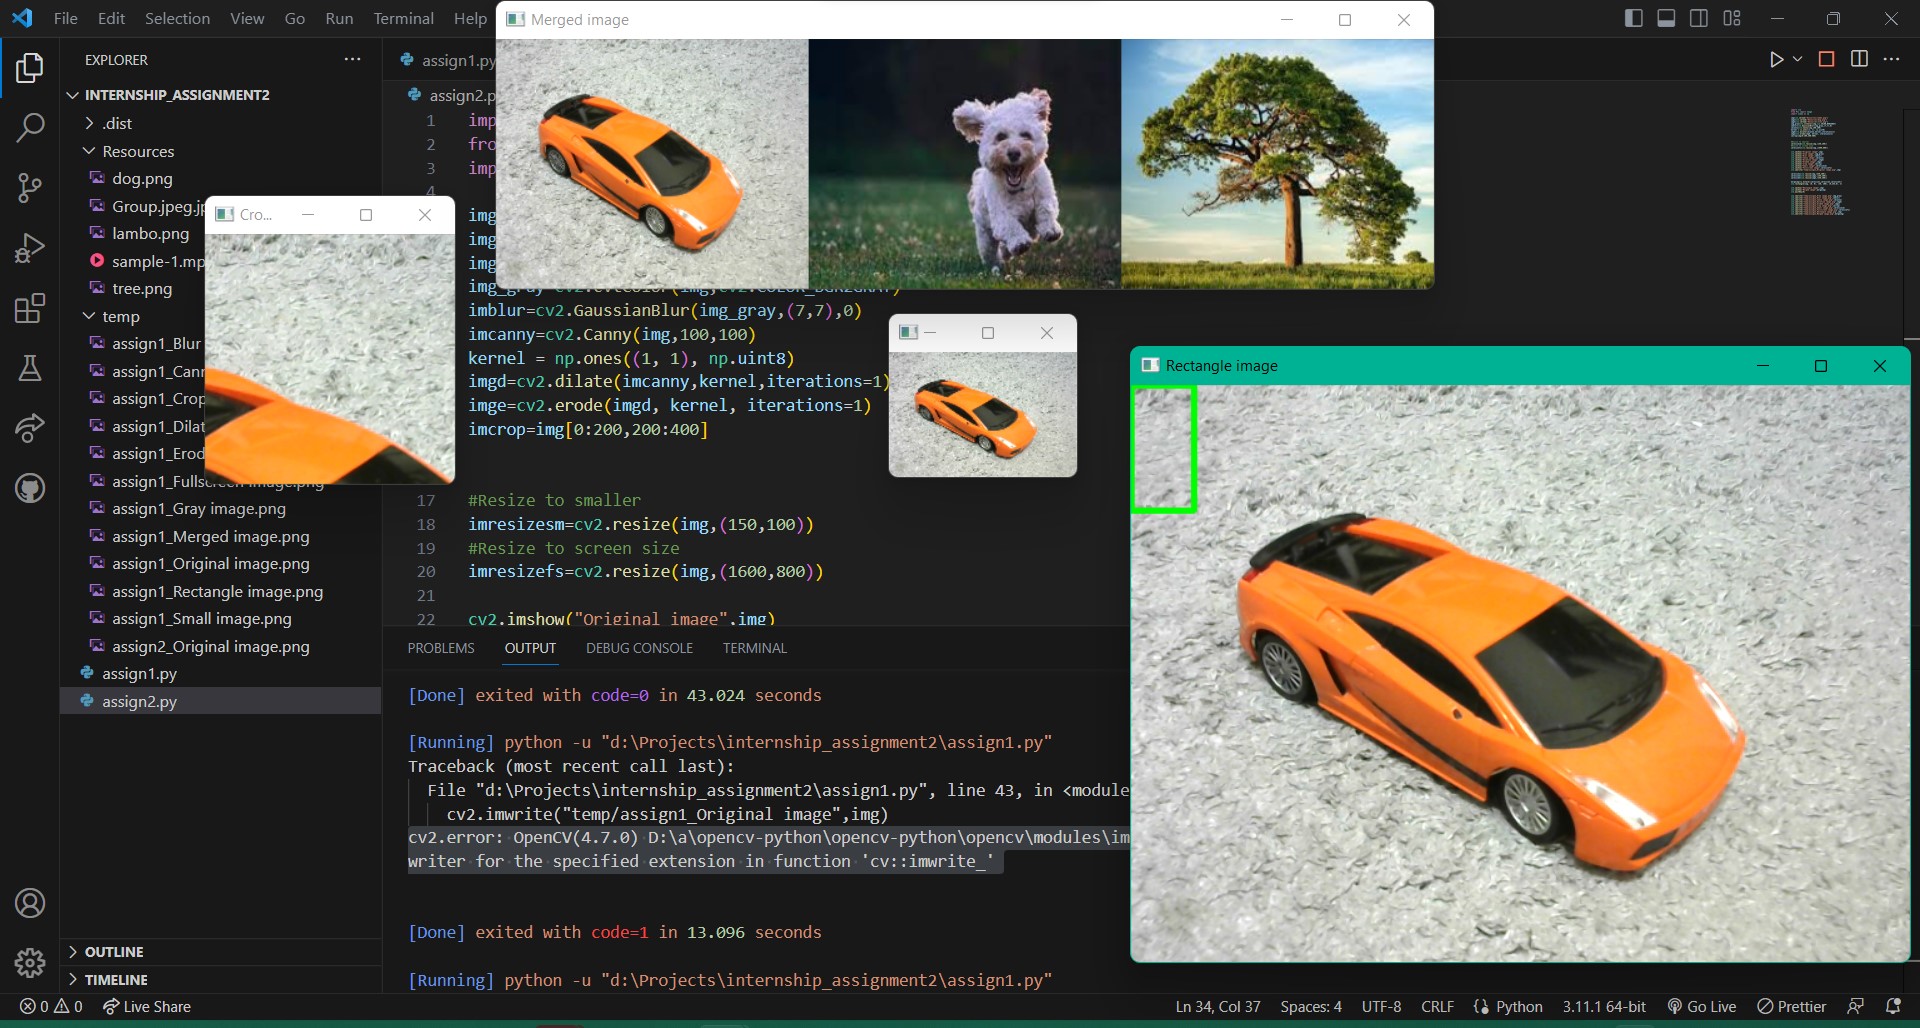 File Edit Selection View Go Run Terminal Help
Merged image
EXPLORER
INTERNSHIP_ASSIGNMENT2
.dist
Resources
dog.png
Group.jpeg.j
lambo.png
sample-1.mp
tree.png
temp
assign1_Blur
assign1_Can
assign1_Crop
assign1_Dilat
assign1_Erod
assign1_Fullscreen image.png
assign1_Gray image.png
assign1_Merged image.png
assign1_Original image.png
assign1_Rectangle image.png
assign1_Small image.png
assign2_Original image.png
assign1.py
assign2.py
OUTLINE
TIMELINE
Cro...
assign1.py
assign2.p
1 imp
2 fro
3 imp
4
img
img
img
imblur=cv2.GaussianBlur(img_gray,(7,7),0)
imcanny=cv2.Canny(img,100,100)
kernel = np.ones((1, 1), np.uint8)
imgd=cv2.dilate(imcanny,kernel,iterations=1)
imge=cv2.erode(imgd, kernel, iterations=1)
imcrop=img[0:200,200:400]
17 #Resize to smaller
18 imresizesm=cv2.resize(img,(150,100))
19 #Resize to screen size
20 imresizefs=cv2.resize(img,(1600,800))
21
22 cv2.imshow("Original image",img)
Rectangle image
PROBLEMS OUTPUT DEBUG CONSOLE TERMINAL
[Done] exited with code=0 in 43.024 seconds
[Running] python -u "d:\Projects\internship_assignment2\assign1.py"
Traceback (most recent call last):
File "d:\Projects\internship_assignment2\assign1.py", line 43, in <module
cv2.imwrite("temp/assign1_Original image",img)
cv2.error: OpenCV(4.7.0) D:\a\opencv-python\opencv-python\opencv\modules\im
writer for the specified extension in function 'cv::imwrite_'
[Done] exited with code=1 in 13.096 seconds
[Running] python -u "d:\Projects\internship_assignment2\assign1.py"
0 0 Live Share
Ln 34, Col 37 Spaces: 4 UTF-8 CRLF Python 3.11.1 64-bit Go Live Prettier